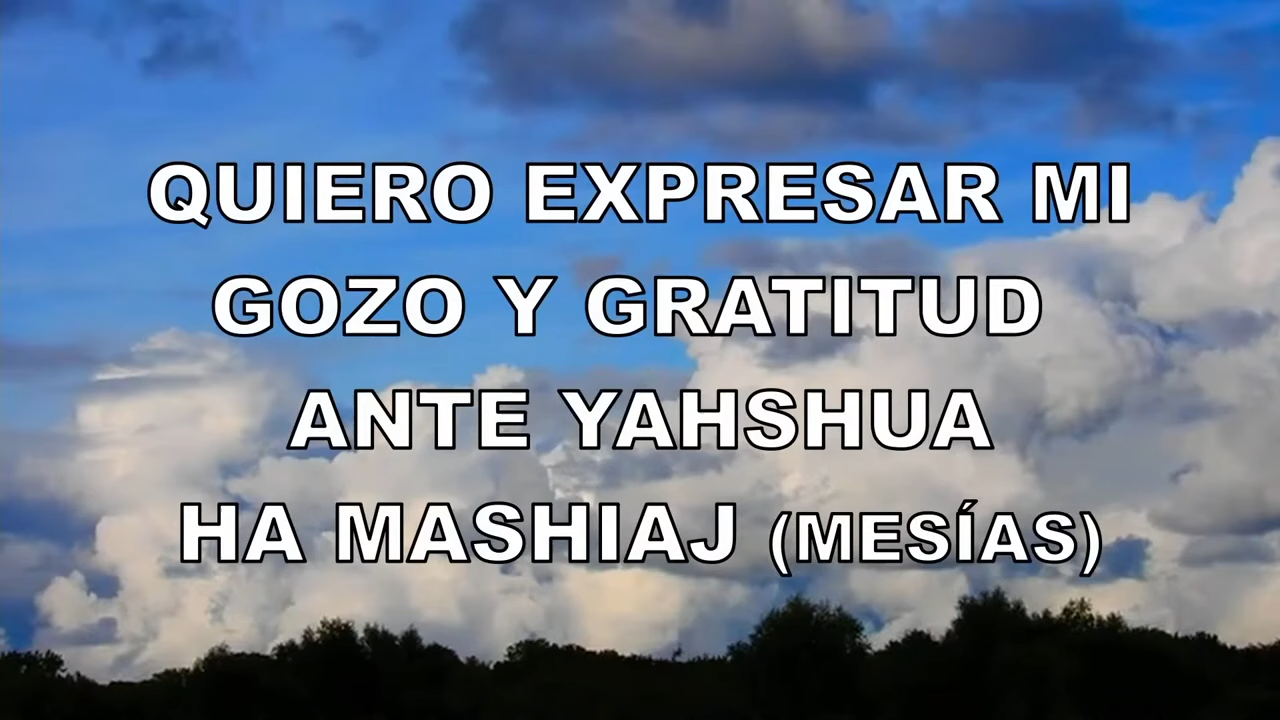 QUIERO EXPRESAR MI
GOZO Y GRATITUD
ANTE YAHSHUA
HA MASHIAJ (MESÍAS)